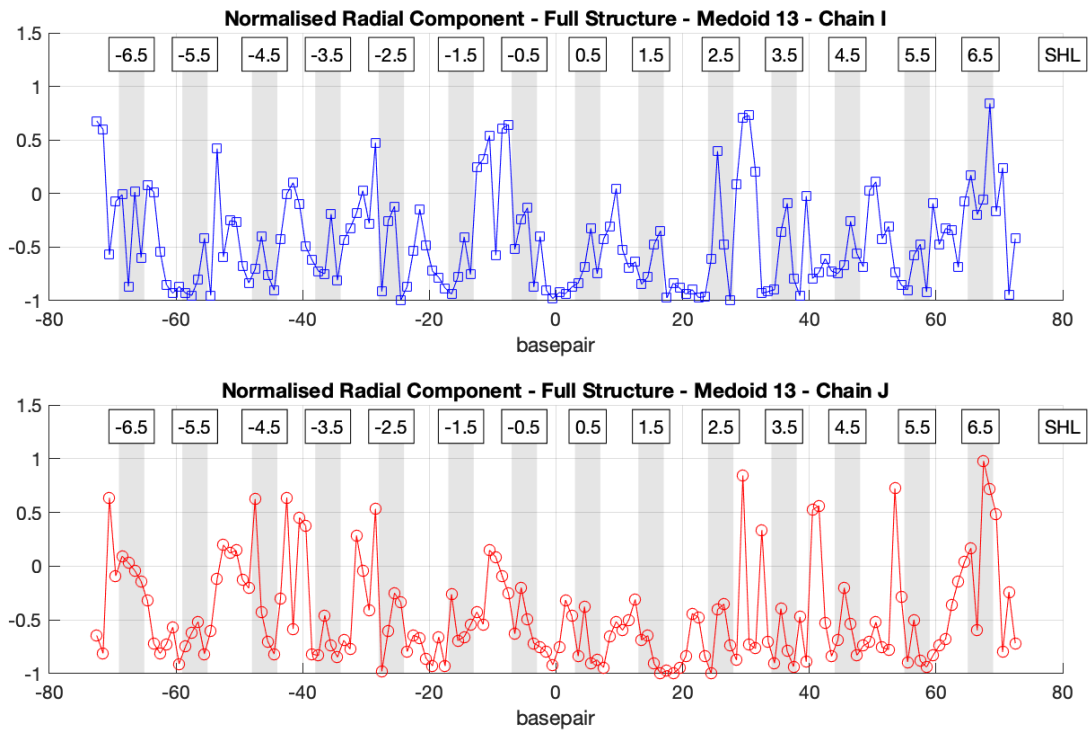 Normalised Radial Component - Full Structure - Medoid 13 - Chain I
1.5
-6.5 -5.5 -4.5 -3.5 -2.5 -1.5 -0.5 0.5 1.5 2.5 3.5 4.5 5.5 6.5 SHL
1
0.5
0
-0.5
-1
-80 -60 -40 -20 0 20 40 60 80
basepair
Normalised Radial Component - Full Structure - Medoid 13 - Chain J
1.5
-6.5 -5.5 -4.5 -3.5 -2.5 -1.5 -0.5 0.5 1.5 2.5 3.5 4.5 5.5 6.5 SHL
1
0.5
0
-0.5
-1
-80 -60 -40 -20 0 20 40 60 80
basepair